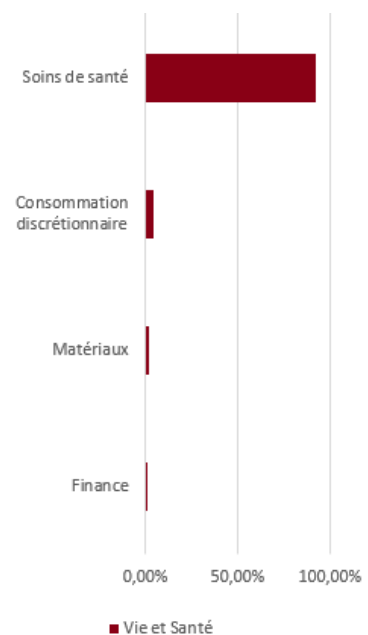 Soins de santé
Consommation
discrétionnaire
Matériaux
Finance
0,00% 50,00% 100,00%
Vie et Santé